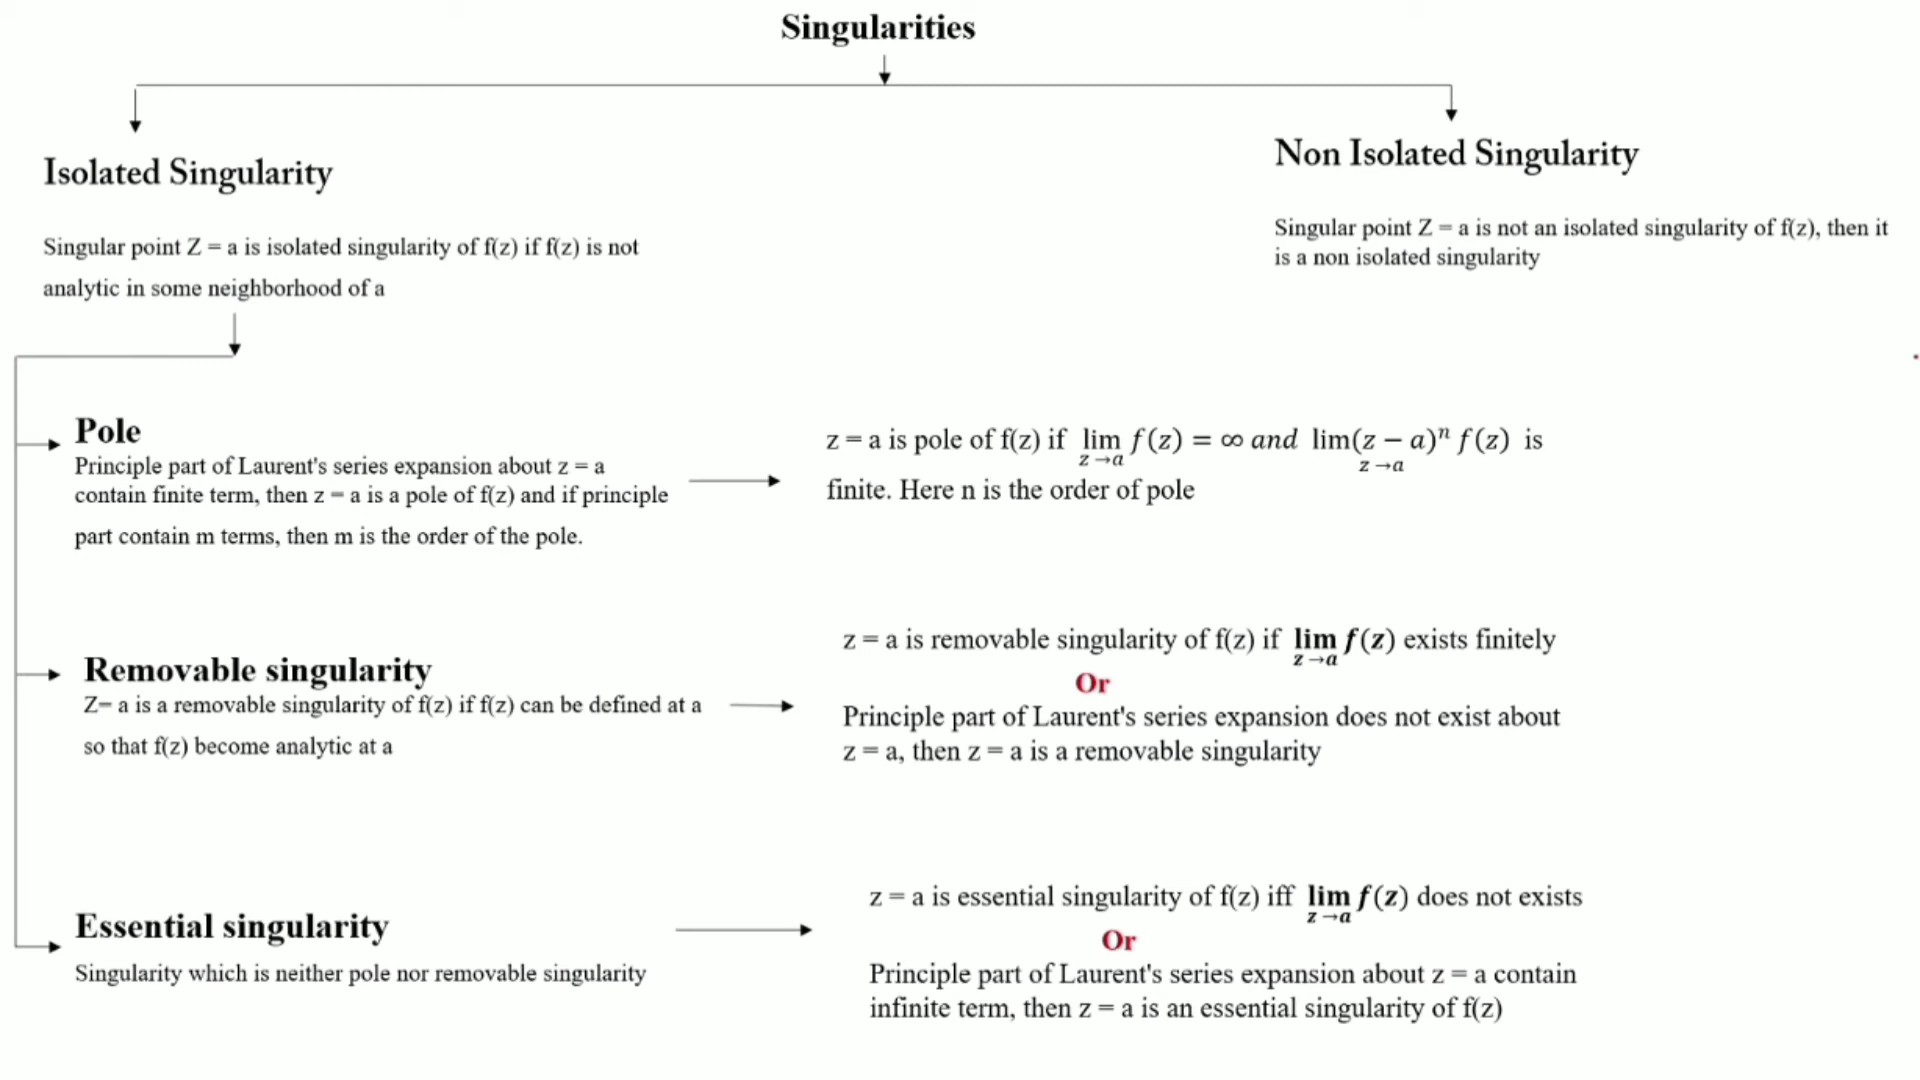 Singularities
Isolated Singularity
Singular point Z = a is isolated singularity of f(z) if f(z) is not
analytic in some neighborhood of a
Non Isolated Singularity
Singular point Z = a is not an isolated singularity of f(z), then it
is a non isolated singularity
Pole
Principle part of Laurent's series expansion about z = a
contain finite term, then z = a is a pole of f(z) and if principle
part contain m terms, then m is the order of the pole.
z = a is pole of f(z) if lim z→a f(z) = ∞ and lim z→a (z − a)ⁿ f(z) is
finite. Here n is the order of pole
Removable singularity
Z= a is a removable singularity of f(z) if f(z) can be defined at a
so that f(z) become analytic at a
z = a is removable singularity of f(z) if lim z→a f(z) exists finitely
Or
Principle part of Laurent's series expansion does not exist about
z = a, then z = a is a removable singularity
Essential singularity
Singularity which is neither pole nor removable singularity
z = a is essential singularity of f(z) iff lim z→a f(z) does not exists
Or
Principle part of Laurent's series expansion about z = a contain
infinite term, then z = a is an essential singularity of f(z)